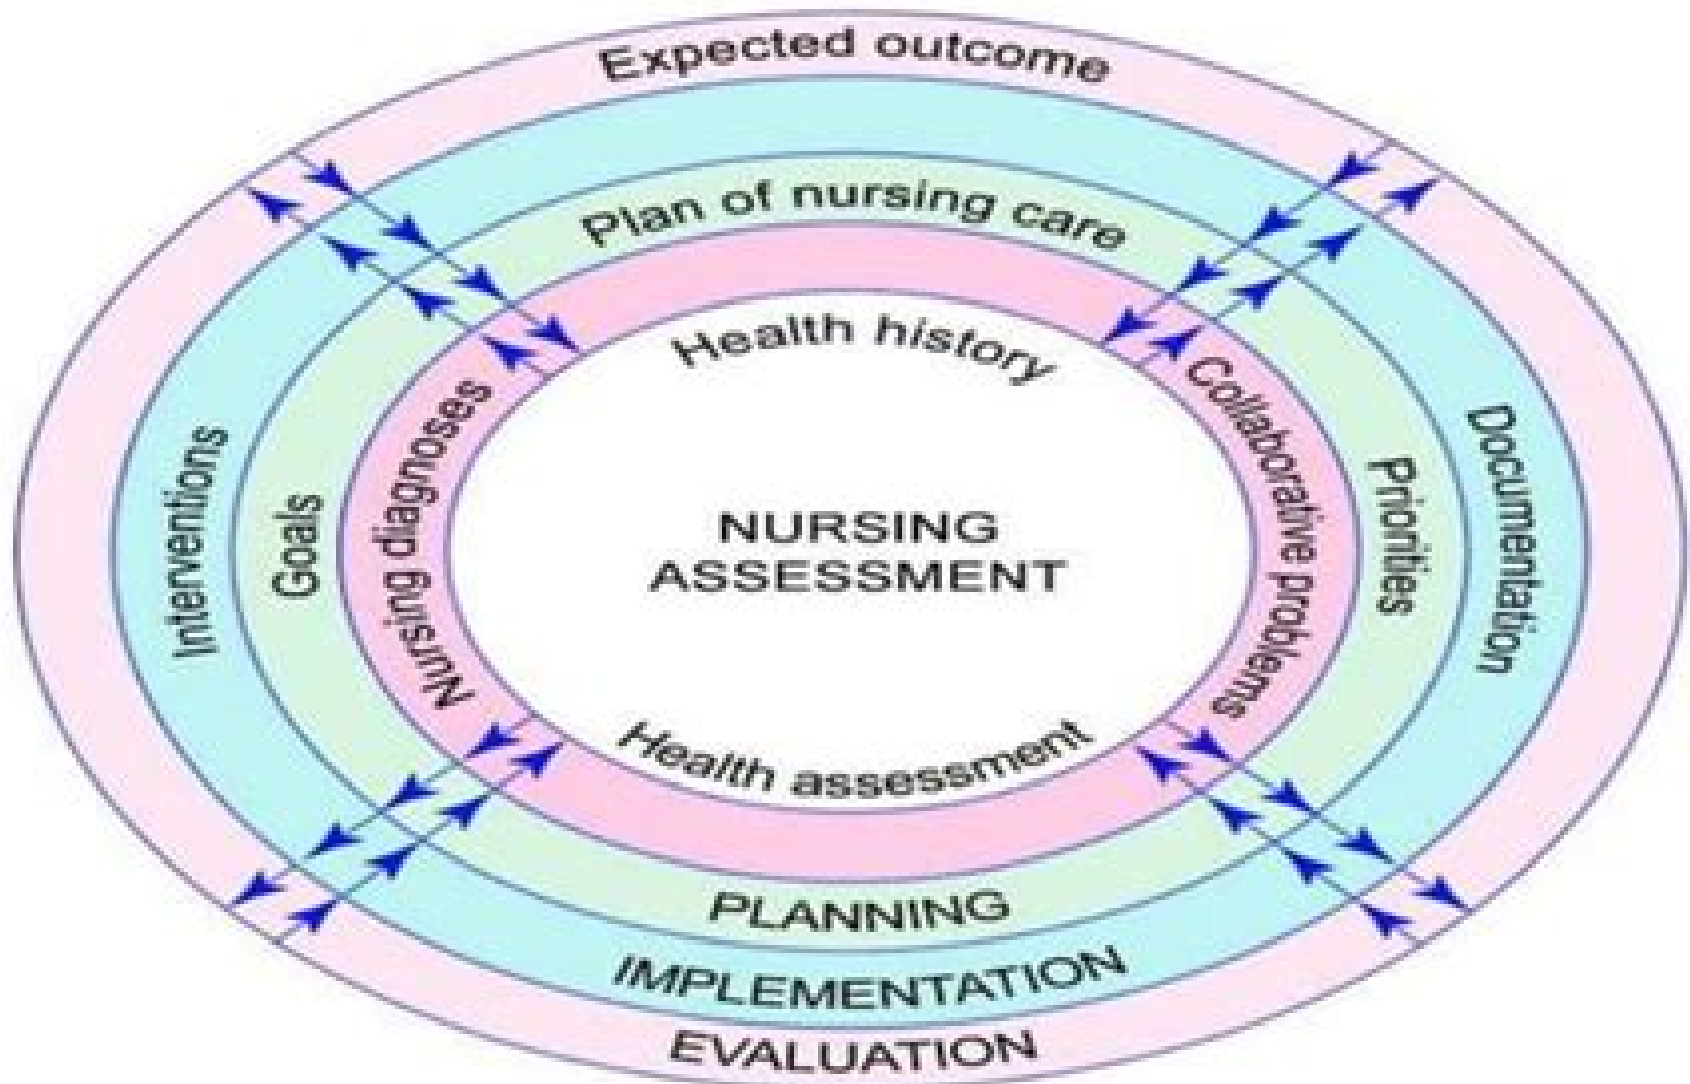 Expected outcome
Plan of nursing care
Health history
Interventions
Goals
Nursing diagnoses
NURSING
ASSESSMENT
Collaborative problems
Priorities
Documentation
Health assessment
PLANNING
IMPLEMENTATION
EVALUATION